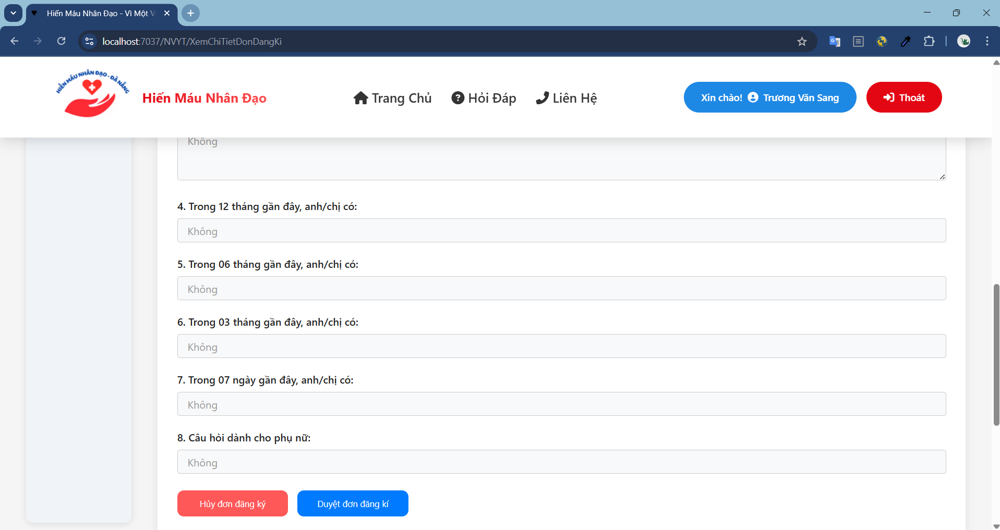 Hiến Máu Nhân Đạo - Vì Một V
localhost:7037/NVYT/XemChiTietDonDangKi
HIẾN MÁU NHÂN ĐẠO - ĐÀ NẴNG
Hiến Máu Nhân Đạo
Trang Chủ
Hỏi Đáp
Liên Hệ
Xin chào! Trương Văn Sang
Thoát
Không
4. Trong 12 tháng gần đây, anh/chị có:
Không
5. Trong 06 tháng gần đây, anh/chị có:
Không
6. Trong 03 tháng gần đây, anh/chị có:
Không
7. Trong 07 ngày gần đây, anh/chị có:
Không
8. Câu hỏi dành cho phụ nữ:
Không
Hủy đơn đăng ký
Duyệt đơn đăng kí